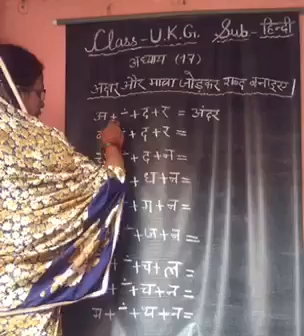 Class - U.K.G. Sub - हिन्दी
अध्याय (17)
अक्षर और मात्रा जोड़कर शब्द बनाइए।
अ + ं + द + र = अंदर
+ द + र =
ं + द + न =
+ ध + न =
+ ग + न =
ं + ज + न =
+ ं + च + ल =
+ ं + च + न =
+ ं + प + न =